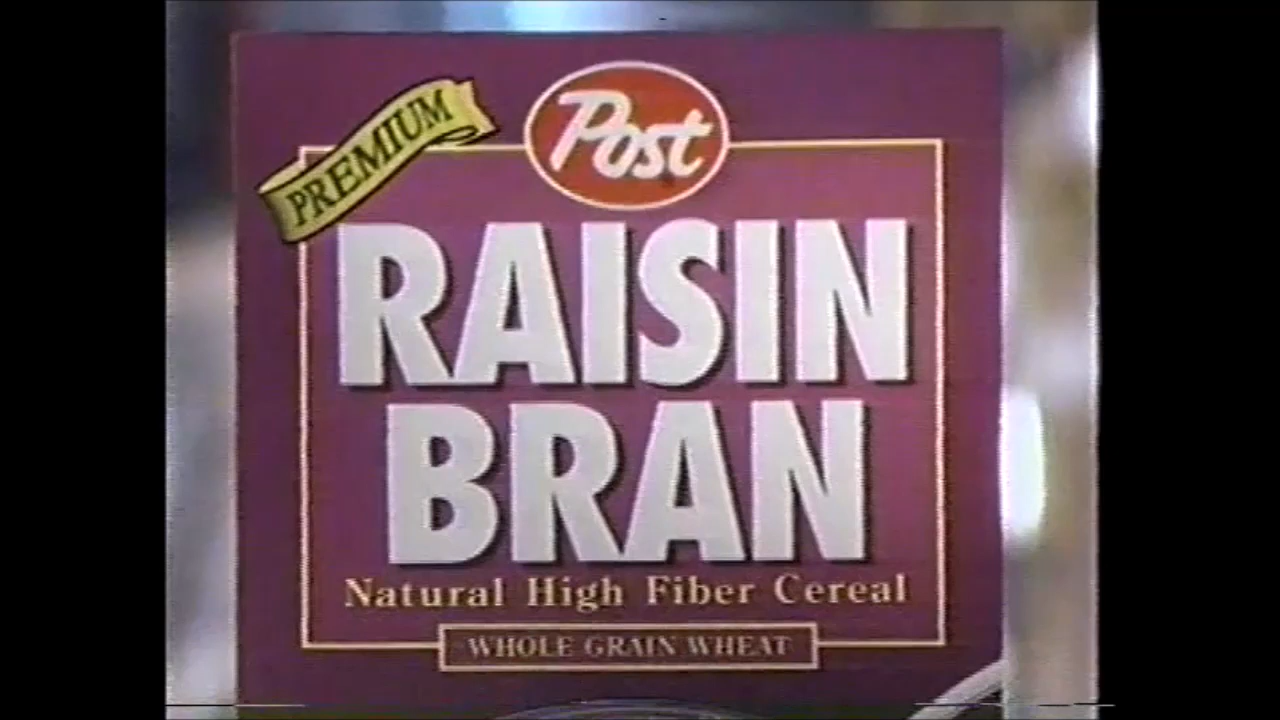 PREMIUM
Post
RAISIN
BRAN
Natural High Fiber Cereal
WHOLE GRAIN WHEAT